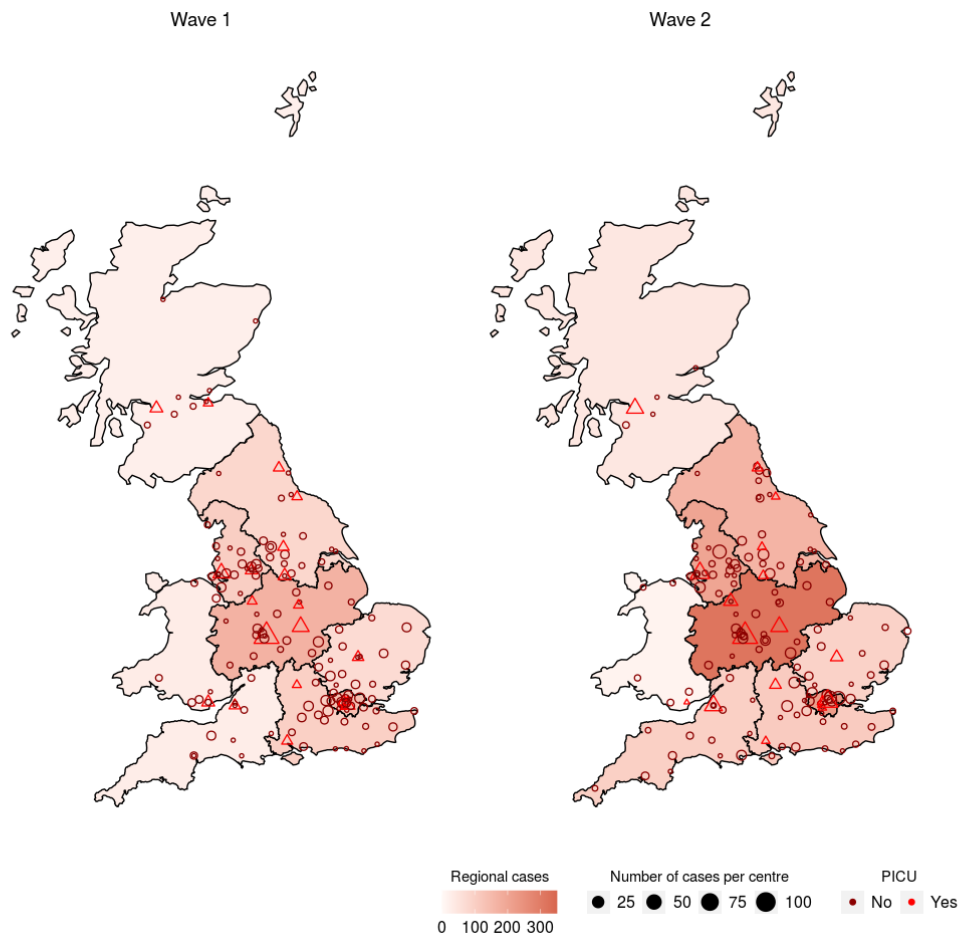 Wave 1
Wave 2
Regional cases
0 100 200 300
Number of cases per centre
25 50 75 100
PICU
No Yes